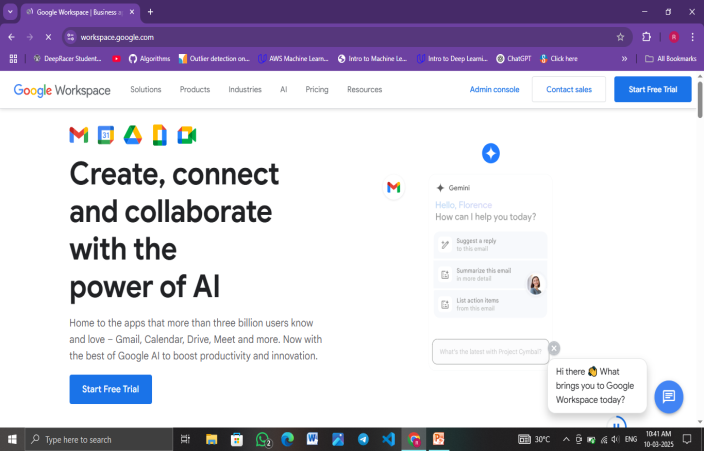 Google Workspace | Business a
workspace.google.com
DeepRacer Student...
Algorithms
Outlier detection on...
AWS Machine Learn...
Intro to Machine Le...
Intro to Deep Learni...
ChatGPT
Click here
All Bookmarks
Google Workspace
Solutions
Products
Industries
AI
Pricing
Resources
Admin console
Contact sales
Start Free Trial
31
Create, connect
and collaborate
with the
power of AI
Home to the apps that more than three billion users know
and love – Gmail, Calendar, Drive, Meet and more. Now with
the best of Google AI to boost productivity and innovation.
Start Free Trial
Gemini
Hello, Florence
How can I help you today?
Suggest a reply
to this email
Summarize this email
in more detail
List action items
from this email
What's the latest with Project Cymbal?
Hi there 👋 What
brings you to Google
Workspace today?
Type here to search
2
30°C
ENG
10:41 AM
10-03-2025